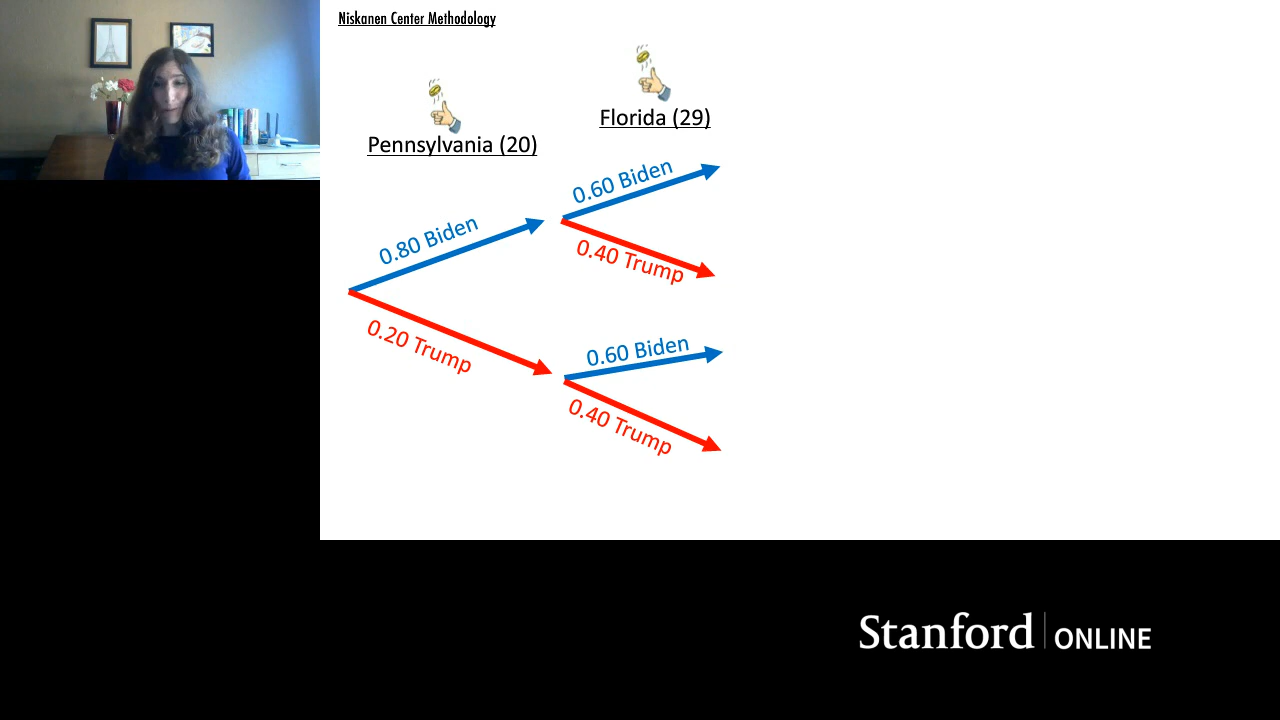 Niskanen Center Methodology
Florida (29)
Pennsylvania (20)
0.60 Biden
0.80 Biden
0.40 Trump
0.20 Trump
0.60 Biden
0.40 Trump
Stanford ONLINE